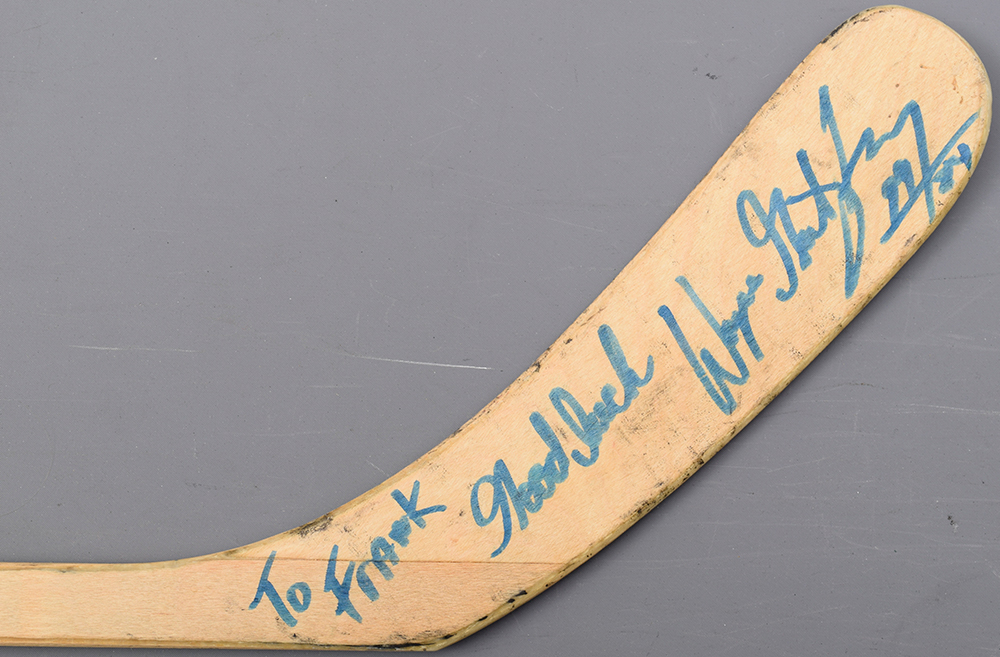 To FRANK
Good Luck
Wayne Gretzky
99/